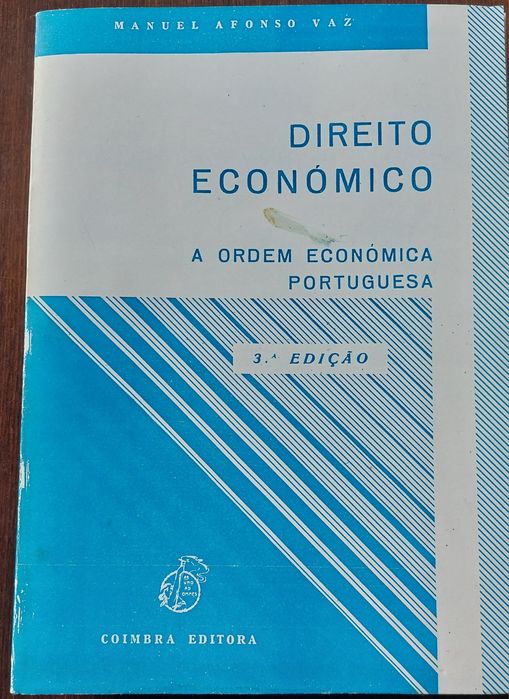 MANUEL AFONSO VAZ
DIREITO
ECONÓMICO
A ORDEM ECONÓMICA
PORTUGUESA
3.ª EDIÇÃO
COIMBRA EDITORA